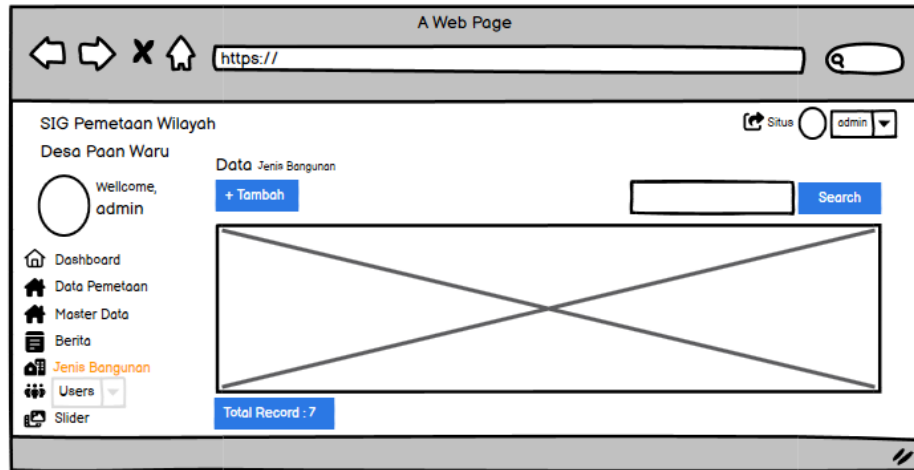 A Web Page
https://
SIG Pemetaan Wilayah
Desa Paan Waru
Situs
admin
Wellcome,
admin
Dashboard
Data Pemetaan
Master Data
Berita
Jenis Bangunan
Users
Slider
Data Jenis Bangunan
+ Tambah
Search
Total Record : 7